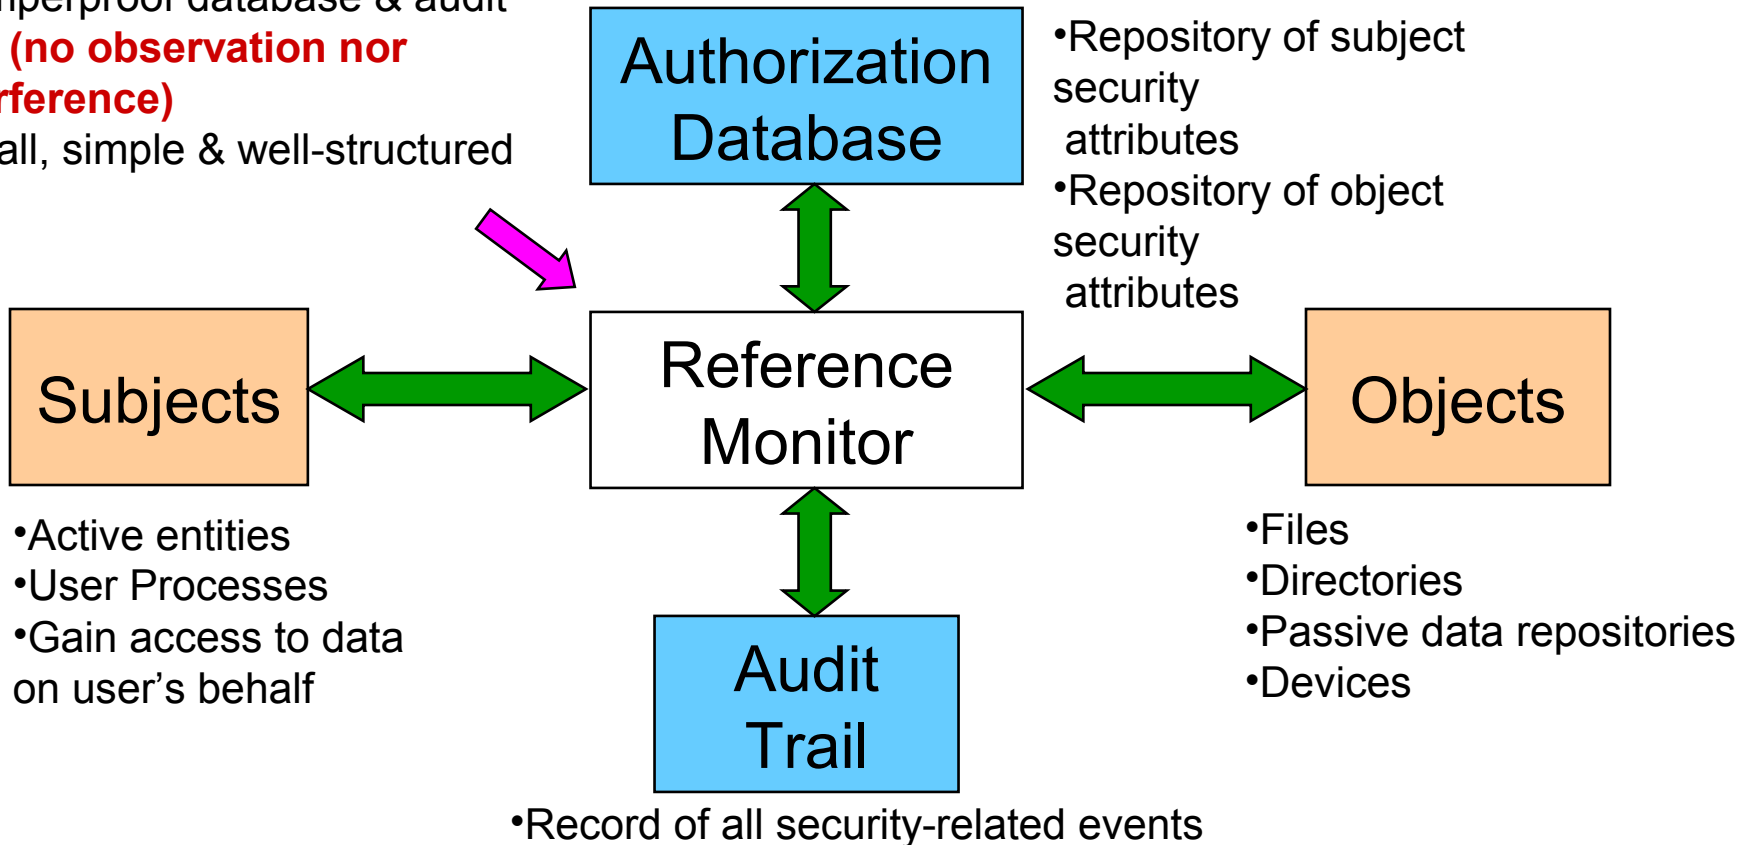 database & audit
(no observation nor
all, simple & well-structured
Authorization
Database
•Repository of subject
security
attributes
•Repository of object
security
attributes
Subjects
Reference
Monitor
Objects
•Active entities
•User Processes
•Gain access to data
on user’s behalf
•Files
•Directories
•Passive data repositories
•Devices
Audit
Trail
•Record of all security-related events